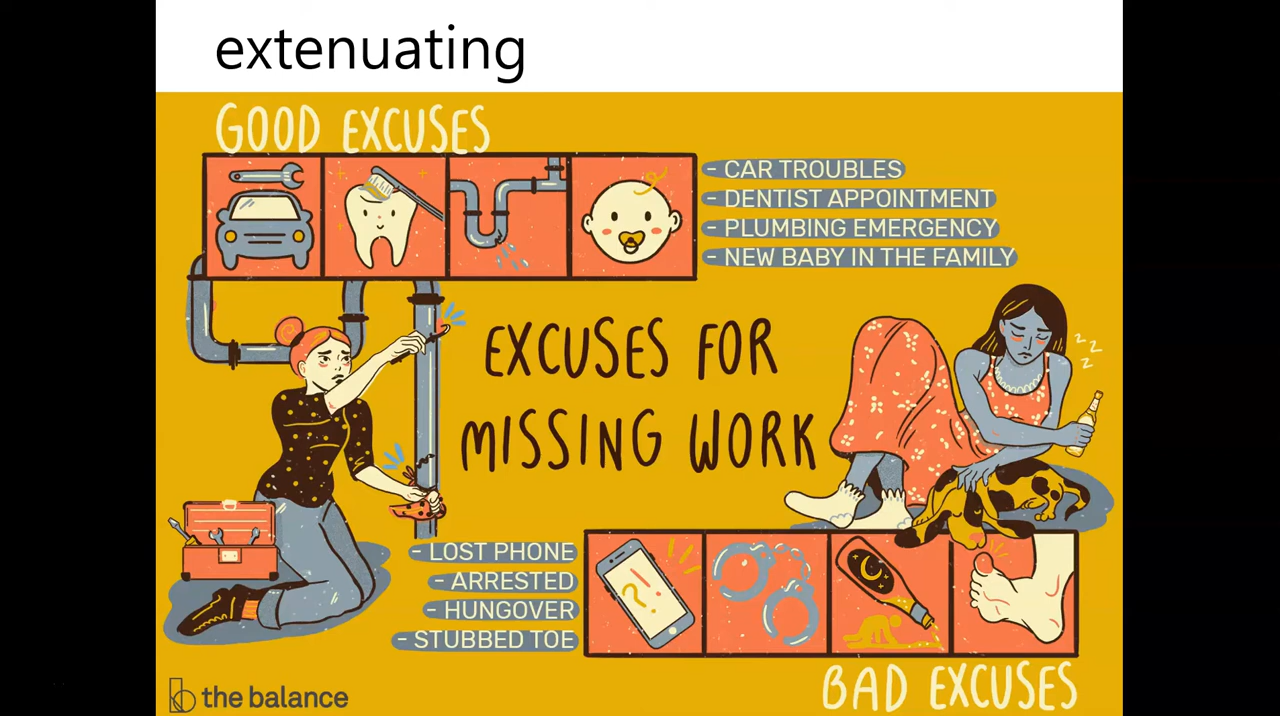 extenuating
GOOD EXCUSES
- CAR TROUBLES
- DENTIST APPOINTMENT
- PLUMBING EMERGENCY
- NEW BABY IN THE FAMILY
EXCUSES FOR
MISSING WORK
zz
z
- LOST PHONE
- ARRESTED
- HUNGOVER
- STUBBED TOE
?!
BAD EXCUSES
b the balance